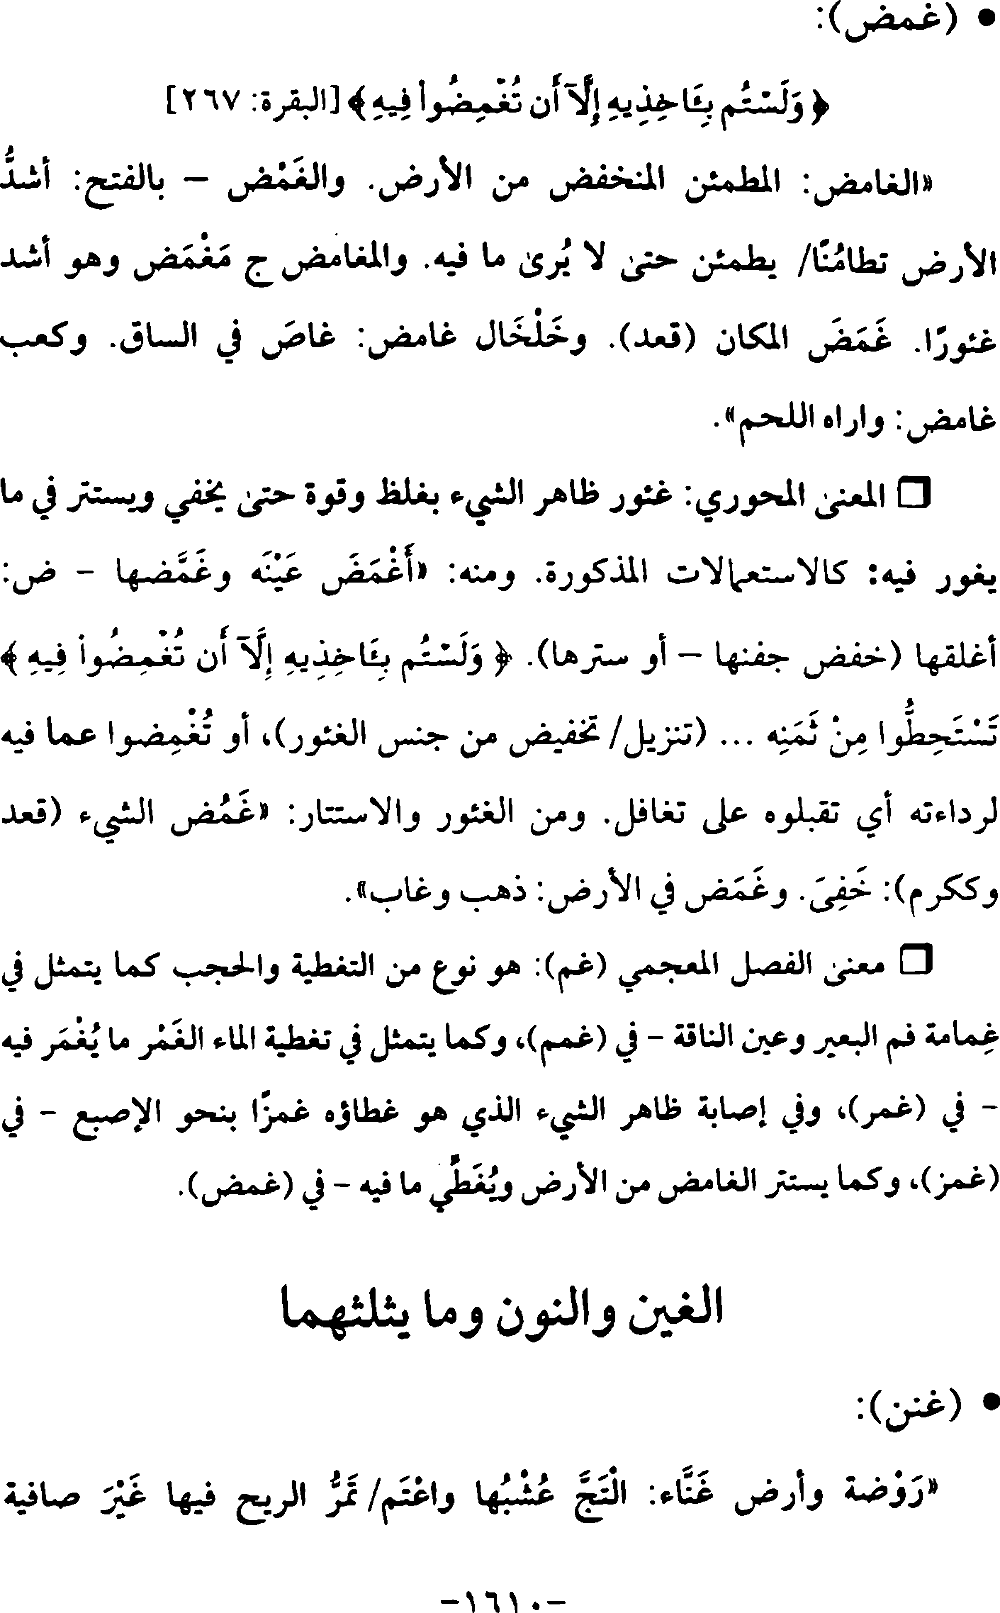 • (غمض):
﴿ وَلَسْتُم بِـَٔاخِذِيهِ إِلَّآ أَن تُغْمِضُوا۟ فِيهِ ﴾ [البقرة: ٢٦٧]
«الغامض: المطمئن المنخفض من الأرض. والغَمْض – بالفتح: أشدُّ
الأرض تطامُنًا/ يطمئن حتىٰ لا يُرىٰ ما فيه. والمغامض ج مَغْمَض وهو أشد
غئورًا. غَمَضَ المكان (قعد). وخَلْخَال غامض: غاصَ في الساق. وكعب
غامض: واراه اللحم».
❒ المعنىٰ المحوري: غئور ظاهر الشيء بغلظ وقوة حتىٰ يخفي ويستتر في ما
يغور فيه: كالاستعمالات المذكورة. ومنه: «أَغْمَضَ عَيْنَه وغَمَّضها - ض:
أغلقها (خفض جفنها – أو سترها). ﴿ وَلَسْتُم بِـَٔاخِذِيهِ إِلَّآ أَن تُغْمِضُوا۟ فِيهِ ﴾
تَسْتَحِطُّوا مِنْ ثَمَنِه ... (تنزيل/ تخفيض من جنس الغئور)، أو تُغْمِضوا عما فيه
لرداءته أي تقبلوه على تغافل. ومن الغئور والاستتار: «غَمُض الشيء (قعد
وككرم): خَفِىَ. وغَمَض في الأرض: ذهب وغاب».
❒ معنىٰ الفصل المعجمي (غم): هو نوع من التغطية والحجب كما يتمثل في
غِمامة فم البعير وعين الناقة - في (غمم)، وكما يتمثل في تغطية الماء الغَمْر ما يُغْمَر فيه
- في (غمر)، وفي إصابة ظاهر الشيء الذي هو غطاؤه غمزًا بنحو الإصبع - في
(غمز)، وكما يستتر الغامض من الأرض ويُغَطِّي ما فيه - في (غمض).
الغين والنون وما يثلثهما
• (غنن):
«رَوْضة وأرض غَنَّاء: الْتَجَّ عُشْبُها واعْتَم/ تَمُرُّ الريح فيها غَيْرَ صافية
-١٦١٠-